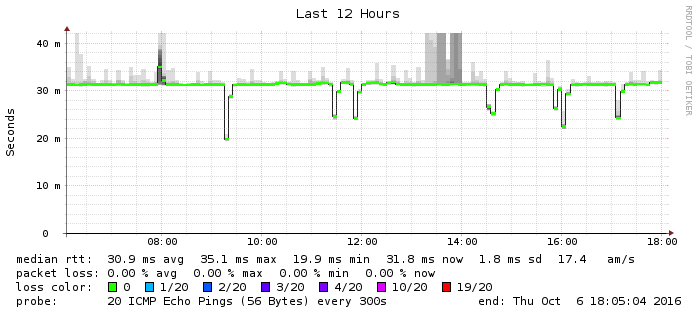 Last 12 Hours
RRDTOOL / TOBI OETIKER
Seconds
40 m
30 m
20 m
10 m
0
08:00 10:00 12:00 14:00 16:00 18:00
median rtt: 30.9 ms avg 35.1 ms max 19.9 ms min 31.8 ms now 1.8 ms sd 17.4 am/s
packet loss: 0.00 % avg 0.00 % max 0.00 % min 0.00 % now
loss color: 0 1/20 2/20 3/20 4/20 10/20 19/20
probe: 20 ICMP Echo Pings (56 Bytes) every 300s end: Thu Oct 6 18:05:04 2016